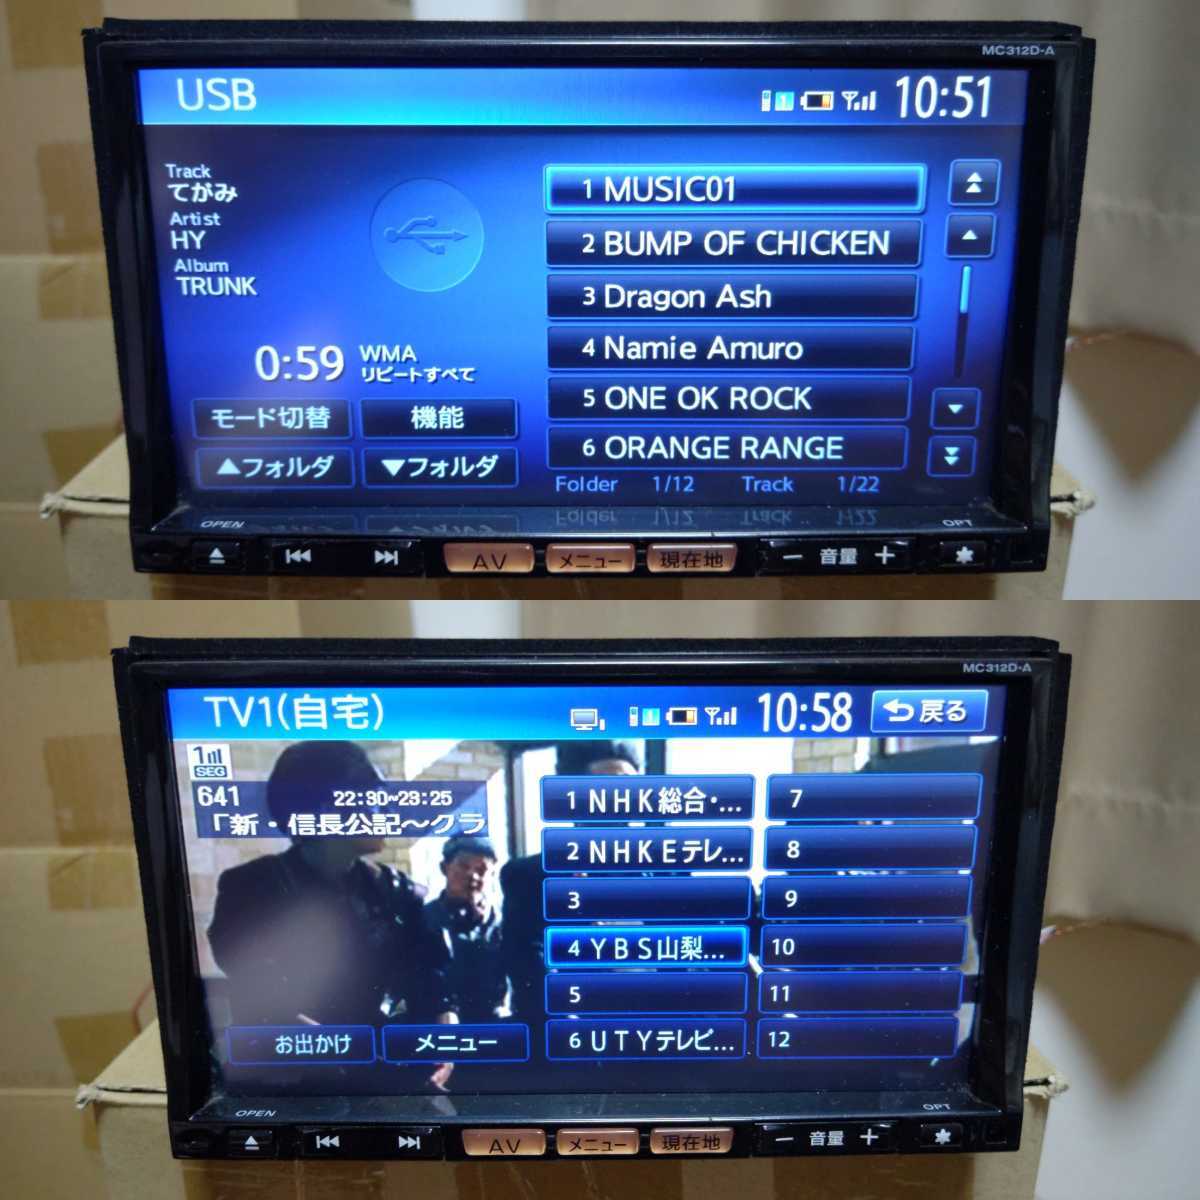 MC312D-A
USB
1
10:51
Track
てがみ
Artist
HY
Album
TRUNK
0:59 WMA
リピートすべて
モード切替 機能
▲フォルダ ▼フォルダ
1 MUSIC01
2 BUMP OF CHICKEN
3 Dragon Ash
4 Namie Amuro
5 ONE OK ROCK
6 ORANGE RANGE
Folder 1/12 Track 1/22
OPEN
OPT
AV メニュー 現在地 － 音量 ＋ ✱
MC312D-A
TV1(自宅)
1
10:58
戻る
1
SEG
641 22:30~23:25
「新・信長公記〜クラ
1 NHK総合・...
2 NHKEテレ...
3
4 YBS山梨...
5
6 UTYテレビ...
7
8
9
10
11
12
お出かけ メニュー
OPEN
OPT
AV メニュー 現在地 － 音量 ＋ ✱